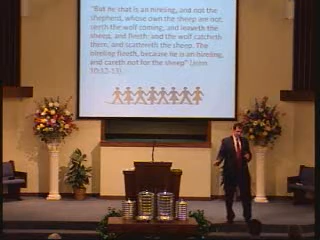 "But he that is an hireling, and not the
shepherd, whose own the sheep are not,
seeth the wolf coming, and leaveth the
sheep, and fleeth: and the wolf catcheth
them, and scattereth the sheep. The
hireling fleeth, because he is an hireling,
and careth not for the sheep" (John
10:12-13).